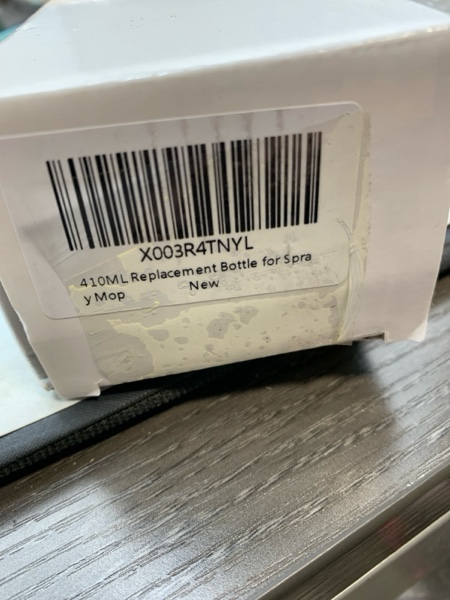 X003R4TNYL
410ML Replacement Bottle for Spra
y Mop New